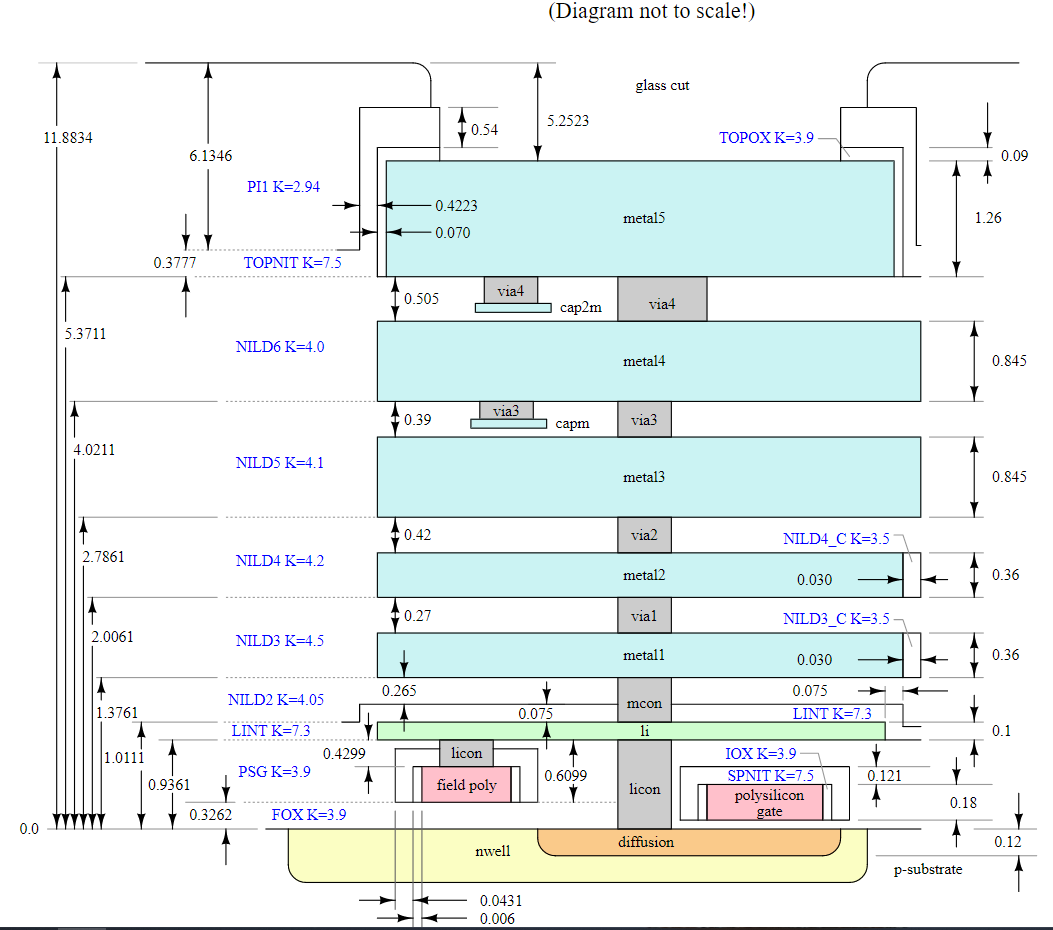 (Diagram not to scale!)
glass cut
11.8834
6.1346
0.54
5.2523
TOPOX K=3.9
0.09
PI1 K=2.94
0.4223
metal5
1.26
0.070
0.3777
TOPNIT K=7.5
0.505
via4
cap2m
via4
5.3711
NILD6 K=4.0
metal4
0.845
0.39
via3
capm
via3
4.0211
NILD5 K=4.1
metal3
0.845
0.42
via2
NILD4_C K=3.5
2.7861
NILD4 K=4.2
metal2
0.030
0.36
0.27
via1
NILD3_C K=3.5
2.0061
NILD3 K=4.5
metal1
0.030
0.36
0.265
0.075
NILD2 K=4.05
mcon
1.3761
0.075
LINT K=7.3
LINT K=7.3
li
0.1
1.0111
0.4299
licon
IOX K=3.9
PSG K=3.9
0.6099
SPNIT K=7.5
0.121
0.9361
field poly
licon
polysilicon
gate
0.18
0.3262
FOX K=3.9
0.0
diffusion
0.12
nwell
p-substrate
0.0431
0.006